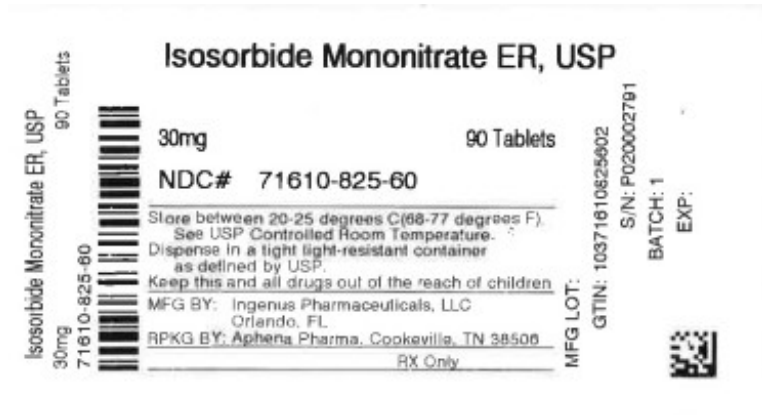 Isosorbide Mononitrate ER, USP
30mg 90 Tablets
NDC# 71610-825-60
Store between 20-25 degrees C(68-77 degrees F).
See USP Controlled Room Temperature.
Dispense in a tight light-resistant container
as defined by USP.
Keep this and all drugs out of the reach of children
MFG BY: Ingenus Pharmaceuticals, LLC
Orlando, FL
RPKG BY: Aphena Pharma, Cookeville, TN 38506
RX Only
Isosorbide Mononitrate ER, USP
30mg 90 Tablets
71610-825-60
MFG LOT:
GTIN: 10371610825602
S/N: P020002791
BATCH: 1
EXP: